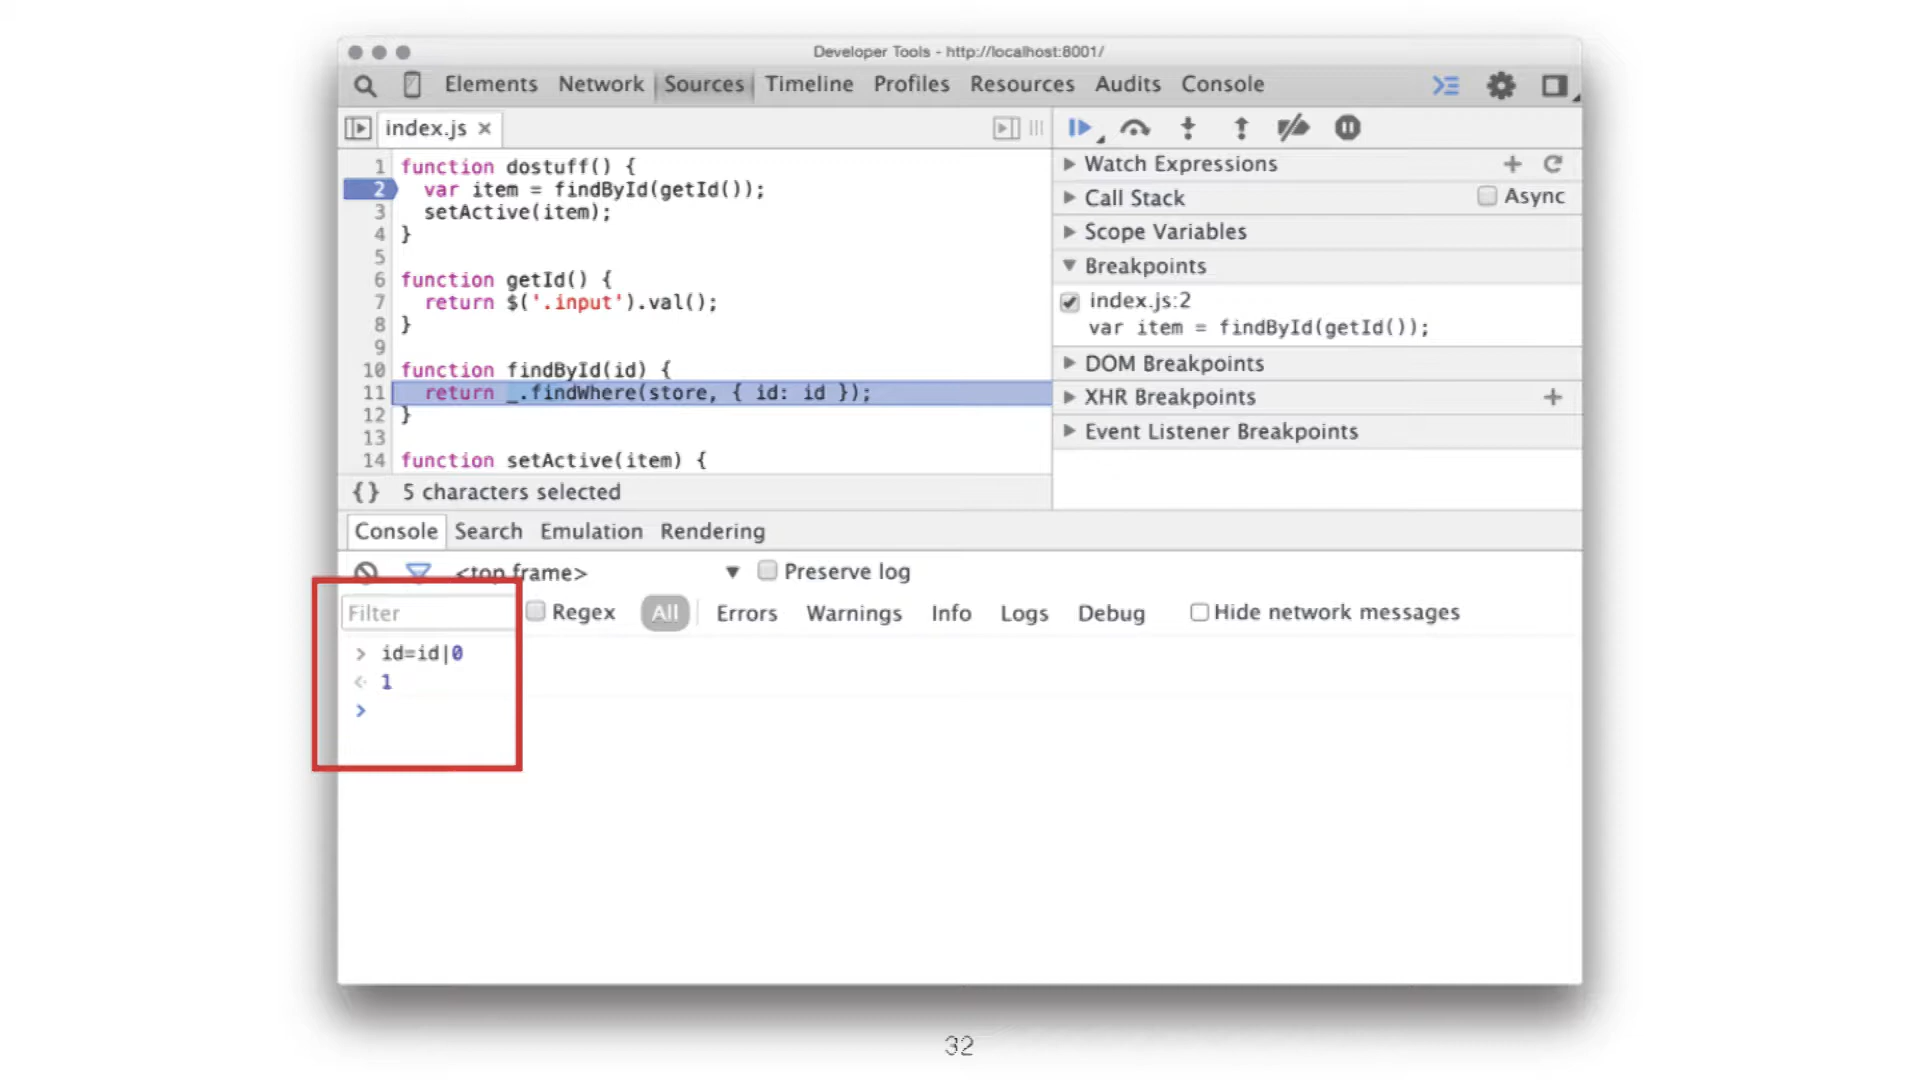 Developer Tools - http://localhost:8001/
Elements Network Sources Timeline Profiles Resources Audits Console
index.js ×
1 function dostuff() {
2 var item = findById(getId());
3 setActive(item);
4 }
5
6 function getId() {
7 return $('.input').val();
8 }
9
10 function findById(id) {
11 return _.findWhere(store, { id: id });
12 }
13
14 function setActive(item) {
{} 5 characters selected
Watch Expressions
Call Stack Async
Scope Variables
Breakpoints
index.js:2
var item = findById(getId());
DOM Breakpoints
XHR Breakpoints
Event Listener Breakpoints
Console Search Emulation Rendering
<top frame> Preserve log
Filter Regex All Errors Warnings Info Logs Debug Hide network messages
> id=id|0
1
>
32